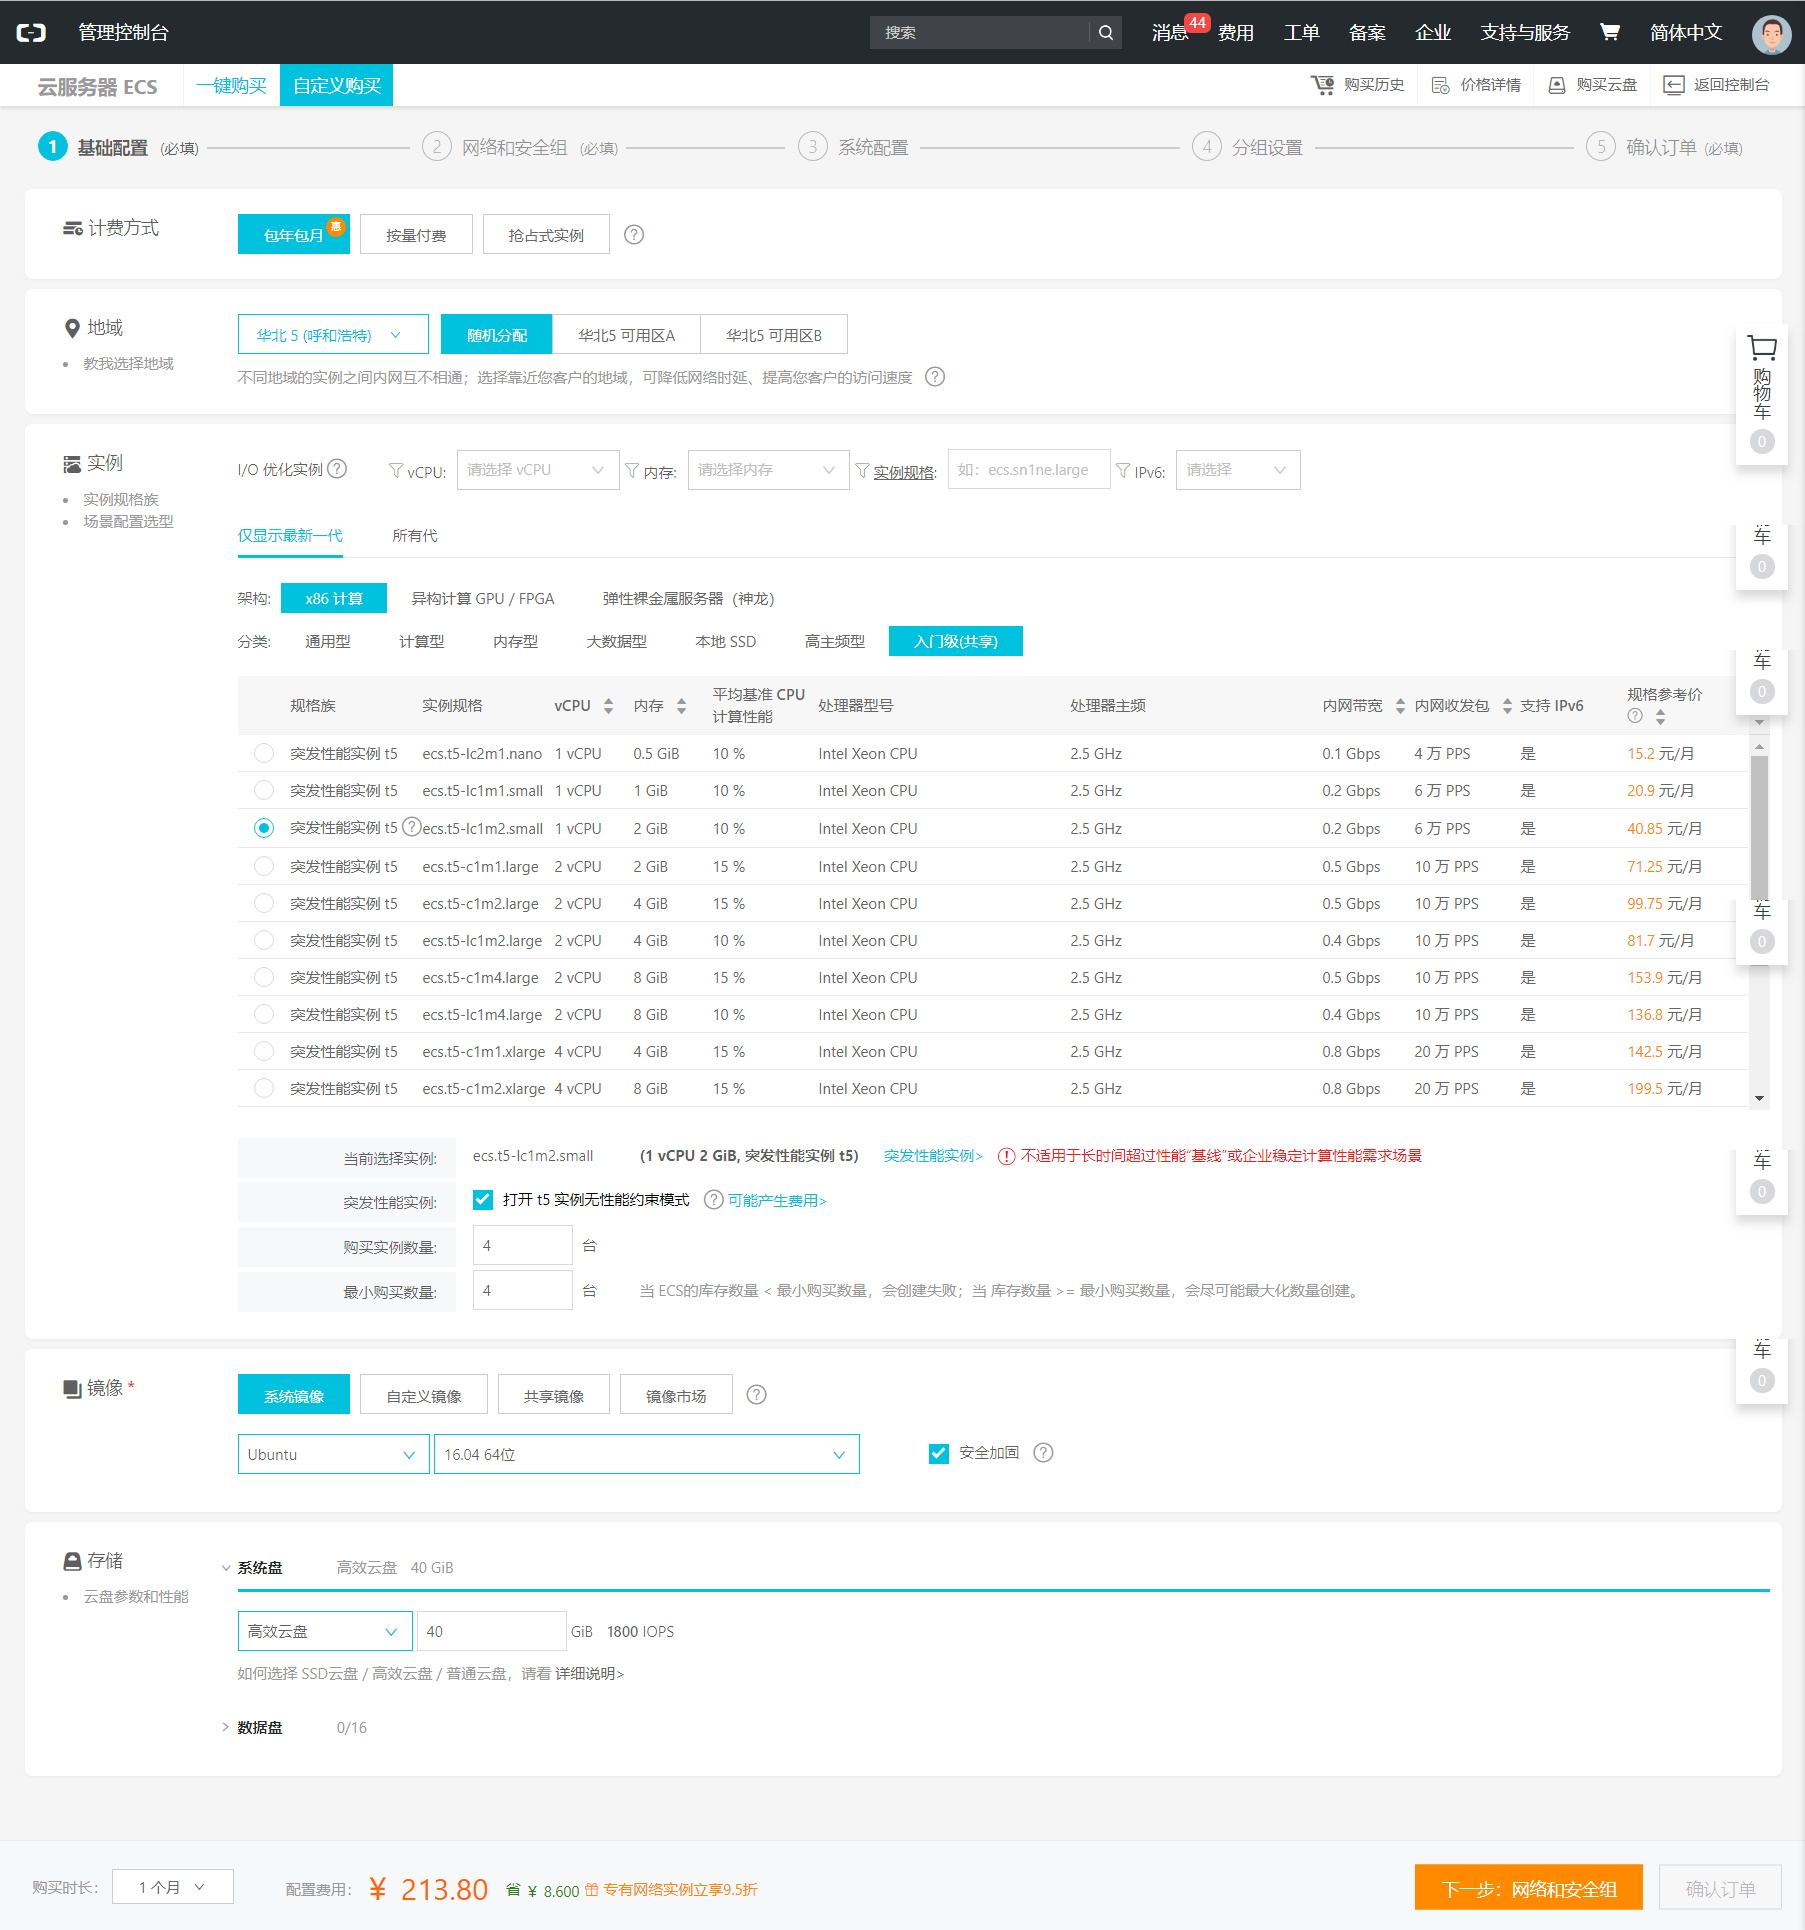 管理控制台
搜索
消息 44 费用 工单 备案 企业 支持与服务 简体中文
云服务器 ECS 一键购买 自定义购买
购买历史 价格详情 购买云盘 返回控制台
1 基础配置 (必填) 2 网络和安全组 (必填) 3 系统配置 4 分组设置 5 确认订单 (必填)
计费方式
包年包月 惠 按量付费 抢占式实例 ?
地域
教我选择地域
华北 5 (呼和浩特) 随机分配 华北5 可用区A 华北5 可用区B
不同地域的实例之间内网互不相通；选择靠近您客户的地域，可降低网络时延、提高您客户的访问速度 ?
购物车
0
实例
实例规格族
场景配置选型
I/O 优化实例 ? vCPU: 请选择 vCPU 内存: 请选择内存 实例规格: 如：ecs.sn1ne.large IPv6: 请选择
仅显示最新一代 所有代
车
0
架构: x86 计算 异构计算 GPU / FPGA 弹性裸金属服务器（神龙）
分类: 通用型 计算型 内存型 大数据型 本地 SSD 高主频型 入门级(共享)
车
0
规格族 实例规格 vCPU 内存 平均基准 CPU 计算性能 处理器型号 处理器主频 内网带宽 内网收发包 支持 IPv6 规格参考价 ?
突发性能实例 t5 ecs.t5-lc2m1.nano 1 vCPU 0.5 GiB 10 % Intel Xeon CPU 2.5 GHz 0.1 Gbps 4 万 PPS 是 15.2 元/月
突发性能实例 t5 ecs.t5-lc1m1.small 1 vCPU 1 GiB 10 % Intel Xeon CPU 2.5 GHz 0.2 Gbps 6 万 PPS 是 20.9 元/月
突发性能实例 t5 ? ecs.t5-lc1m2.small 1 vCPU 2 GiB 10 % Intel Xeon CPU 2.5 GHz 0.2 Gbps 6 万 PPS 是 40.85 元/月
突发性能实例 t5 ecs.t5-c1m1.large 2 vCPU 2 GiB 15 % Intel Xeon CPU 2.5 GHz 0.5 Gbps 10 万 PPS 是 71.25 元/月
突发性能实例 t5 ecs.t5-c1m2.large 2 vCPU 4 GiB 15 % Intel Xeon CPU 2.5 GHz 0.5 Gbps 10 万 PPS 是 99.75 元/月
突发性能实例 t5 ecs.t5-lc1m2.large 2 vCPU 4 GiB 10 % Intel Xeon CPU 2.5 GHz 0.4 Gbps 10 万 PPS 是 81.7 元/月
突发性能实例 t5 ecs.t5-c1m4.large 2 vCPU 8 GiB 15 % Intel Xeon CPU 2.5 GHz 0.5 Gbps 10 万 PPS 是 153.9 元/月
突发性能实例 t5 ecs.t5-lc1m4.large 2 vCPU 8 GiB 10 % Intel Xeon CPU 2.5 GHz 0.4 Gbps 10 万 PPS 是 136.8 元/月
突发性能实例 t5 ecs.t5-c1m1.xlarge 4 vCPU 4 GiB 15 % Intel Xeon CPU 2.5 GHz 0.8 Gbps 20 万 PPS 是 142.5 元/月
突发性能实例 t5 ecs.t5-c1m2.xlarge 4 vCPU 8 GiB 15 % Intel Xeon CPU 2.5 GHz 0.8 Gbps 20 万 PPS 是 199.5 元/月
车
0
当前选择实例: ecs.t5-lc1m2.small (1 vCPU 2 GiB, 突发性能实例 t5) 突发性能实例> ! 不适用于长时间超过性能“基线”或企业稳定计算性能需求场景
突发性能实例: 打开 t5 实例无性能约束模式 ? 可能产生费用>
车
0
购买实例数量: 4 台
最小购买数量: 4 台 当 ECS的库存数量 < 最小购买数量，会创建失败；当 库存数量 >= 最小购买数量，会尽可能最大化数量创建。
车
0
镜像 *
系统镜像 自定义镜像 共享镜像 镜像市场 ?
Ubuntu 16.04 64位 安全加固 ?
存储
云盘参数和性能
系统盘 高效云盘 40 GiB
高效云盘 40 GiB 1800 IOPS
如何选择 SSD云盘 / 高效云盘 / 普通云盘，请看 详细说明>
数据盘 0/16
购买时长: 1 个月 配置费用: ¥ 213.80 省 ¥ 8.600 专有网络实例立享9.5折
下一步：网络和安全组 确认订单